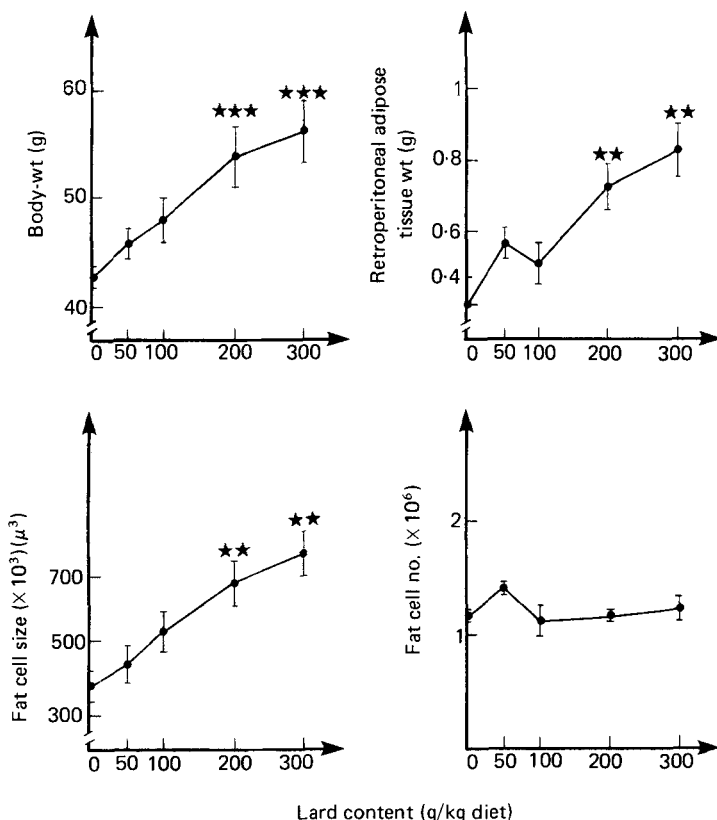 Body-wt (g)
60
50
40
0 50 100 200 300
★★★ ★★★
Retroperitoneal adipose
tissue wt (g)
1
0·8
0·6
0·4
0 50 100 200 300
★★ ★★
Fat cell size (× 10³)(μ³)
700
500
300
0 50 100 200 300
★★ ★★
Fat cell no. (× 10⁶)
2
1
0 50 100 200 300
Lard content (g/kg diet)